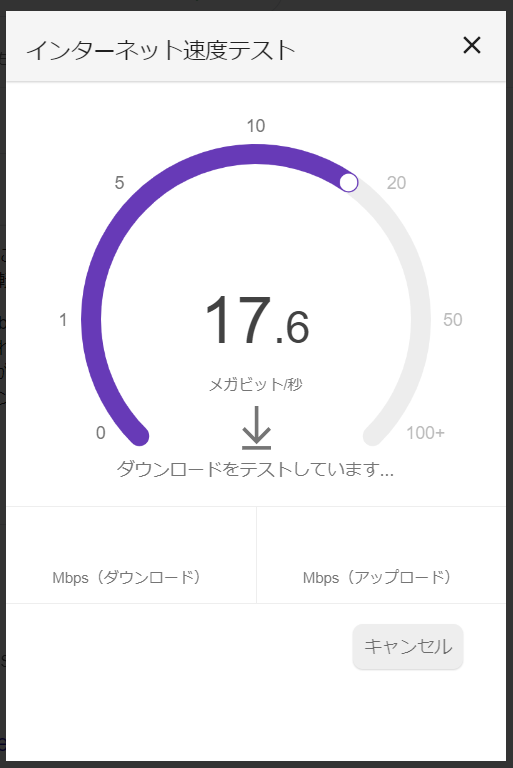 インターネット速度テスト
10
5
20
1
17.6
50
メガビット/秒
0
100+
ダウンロードをテストしています...
Mbps（ダウンロード）
Mbps（アップロード）
キャンセル